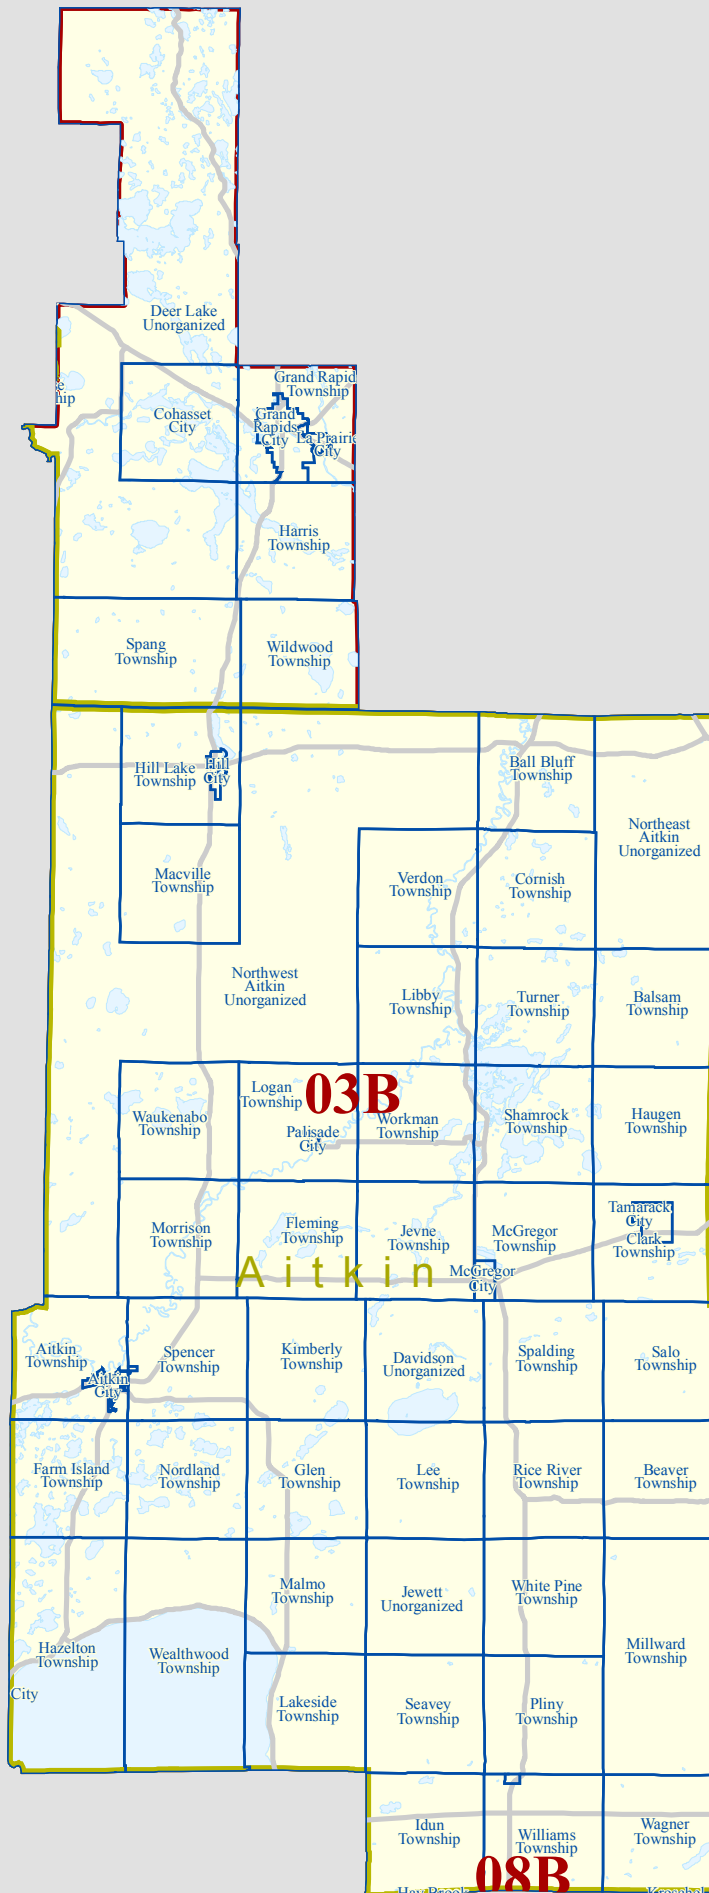 Deer Lake
Unorganized
Grand Rapid
Township
Cohasset
City
Grand
Rapids
City
La Prairie
City
Harris
Township
Spang
Township
Wildwood
Township
Hill Lake
Township
Hill
City
Ball Bluff
Township
Northeast
Aitkin
Unorganized
Macville
Township
Verdon
Township
Cornish
Township
Northwest
Aitkin
Unorganized
Libby
Township
Turner
Township
Balsam
Township
03B
Logan
Township
Waukenabo
Township
Palisade
City
Workman
Township
Shamrock
Township
Haugen
Township
Morrison
Township
Fleming
Township
Jevne
Township
McGregor
Township
Tamarack
City
Clark
Township
Aitkin
McGregor
City
Aitkin
Township
Aitkin
City
Spencer
Township
Kimberly
Township
Davidson
Unorganized
Spalding
Township
Salo
Township
Farm Island
Township
Nordland
Township
Glen
Township
Lee
Township
Rice River
Township
Beaver
Township
Malmo
Township
Jewett
Unorganized
White Pine
Township
Hazelton
Township
Wealthwood
Township
Millward
Township
City
Lakeside
Township
Seavey
Township
Pliny
Township
Idun
Township
Williams
Township
Wagner
Township
08B